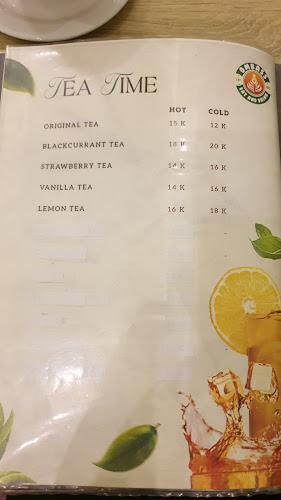 TEA TIME
HOT COLD
ORIGINAL TEA 15 K 12 K
BLACKCURRANT TEA 18 K 20 K
STRAWBERRY TEA 14 K 16 K
VANILLA TEA 14 K 16 K
LEMON TEA 16 K 18 K